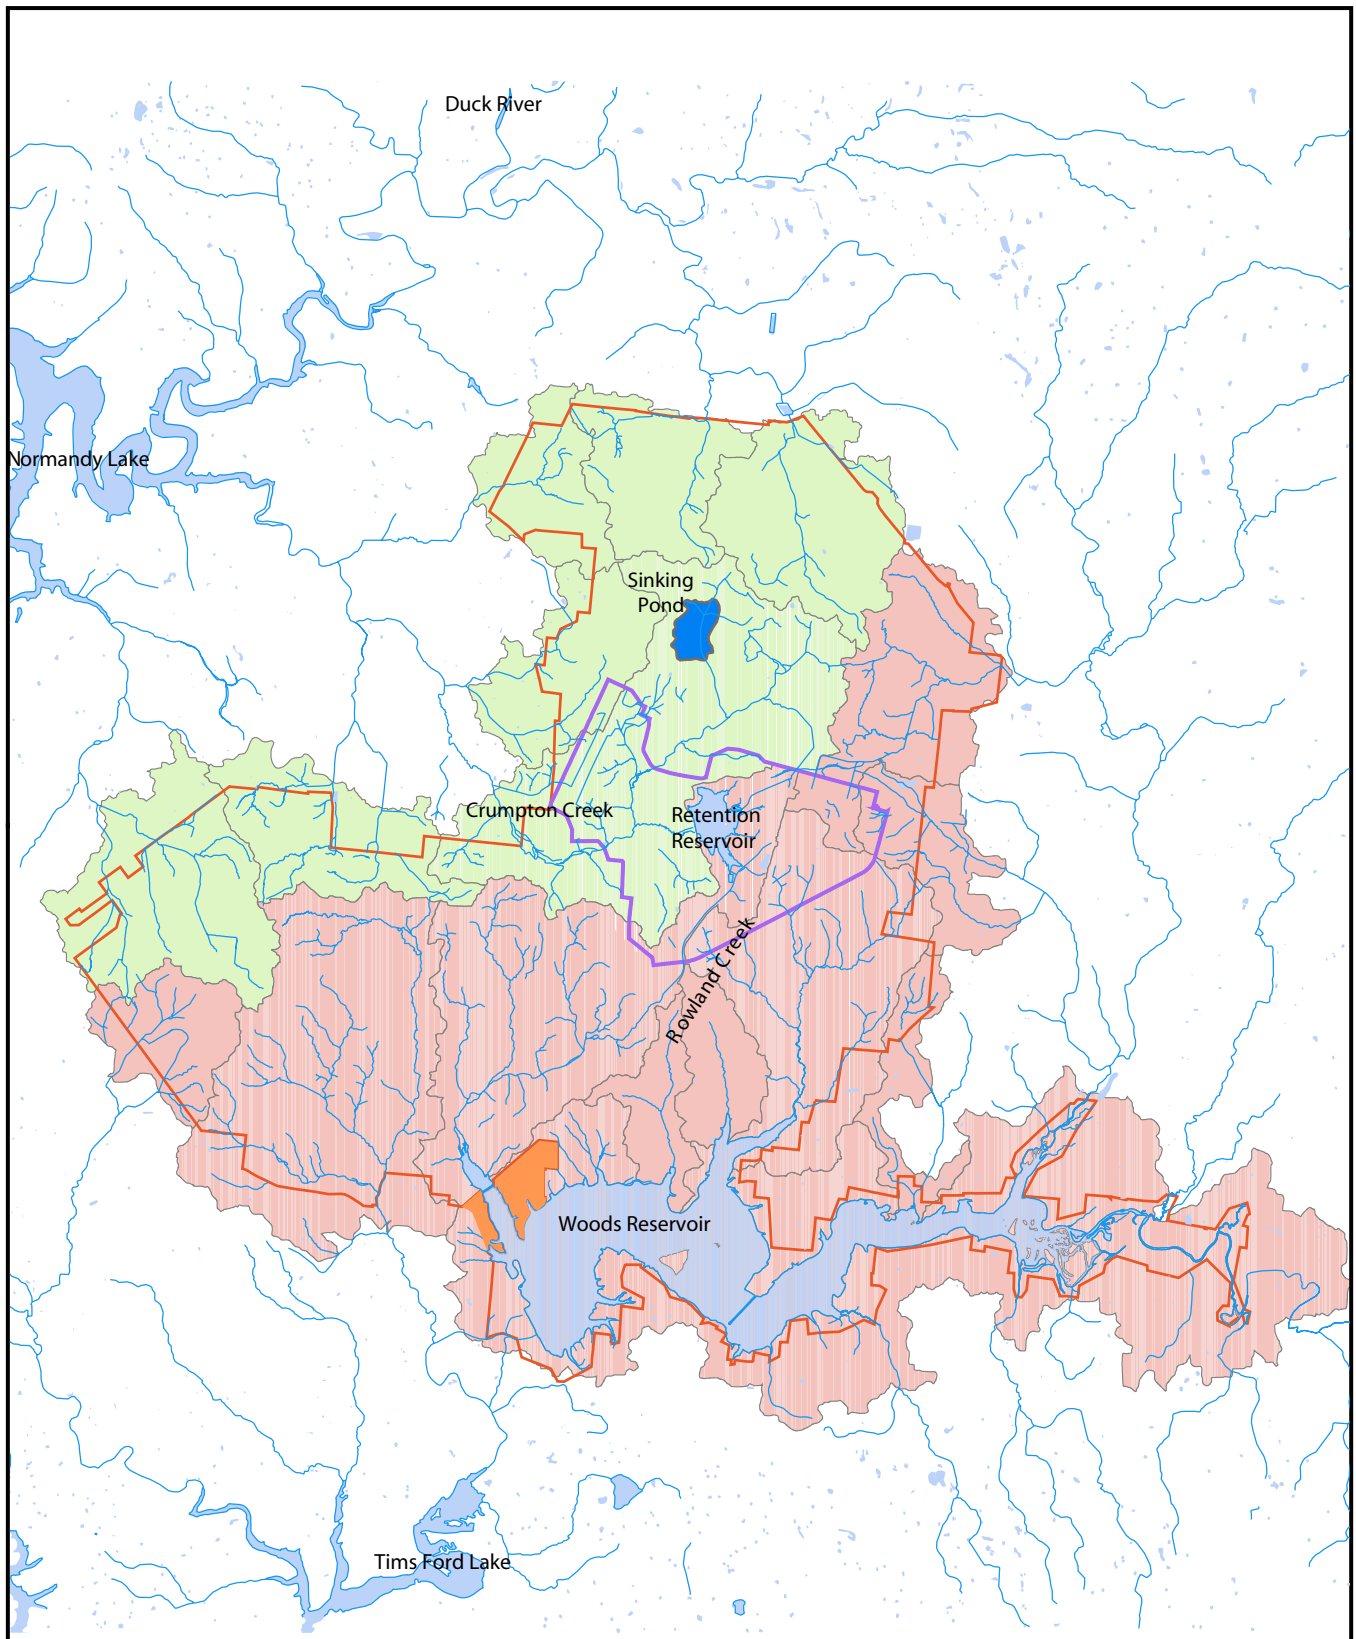 Duck River
Normandy Lake
Sinking
Pond
Crumpton Creek
Retention
Reservoir
Rowland Creek
Woods Reservoir
Tims Ford Lake